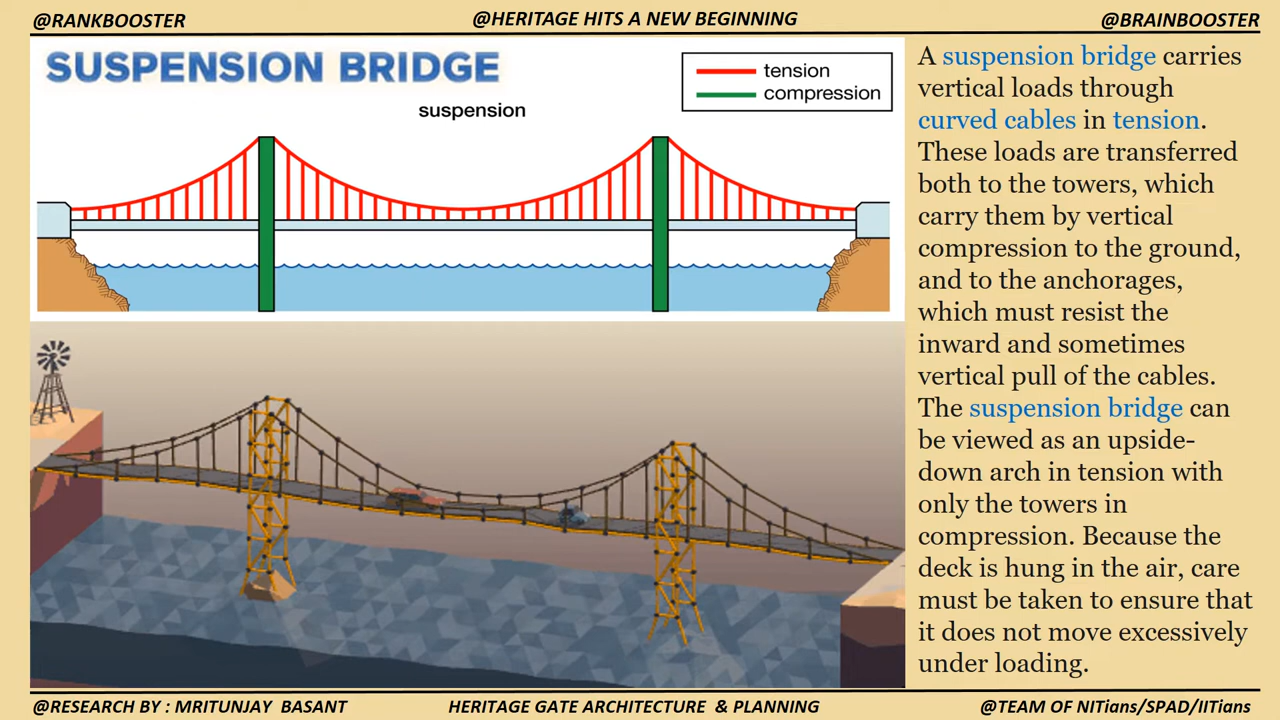 @RANKBOOSTER
@HERITAGE HITS A NEW BEGINNING
@BRAINBOOSTER
SUSPENSION BRIDGE
tension
compression
suspension
A suspension bridge carries
vertical loads through
curved cables in tension.
These loads are transferred
both to the towers, which
carry them by vertical
compression to the ground,
and to the anchorages,
which must resist the
inward and sometimes
vertical pull of the cables.
The suspension bridge can
be viewed as an upside-
down arch in tension with
only the towers in
compression. Because the
deck is hung in the air, care
must be taken to ensure that
it does not move excessively
under loading.
@RESEARCH BY : MRITUNJAY BASANT
HERITAGE GATE ARCHITECTURE & PLANNING
@TEAM OF NITians/SPAD/IITians